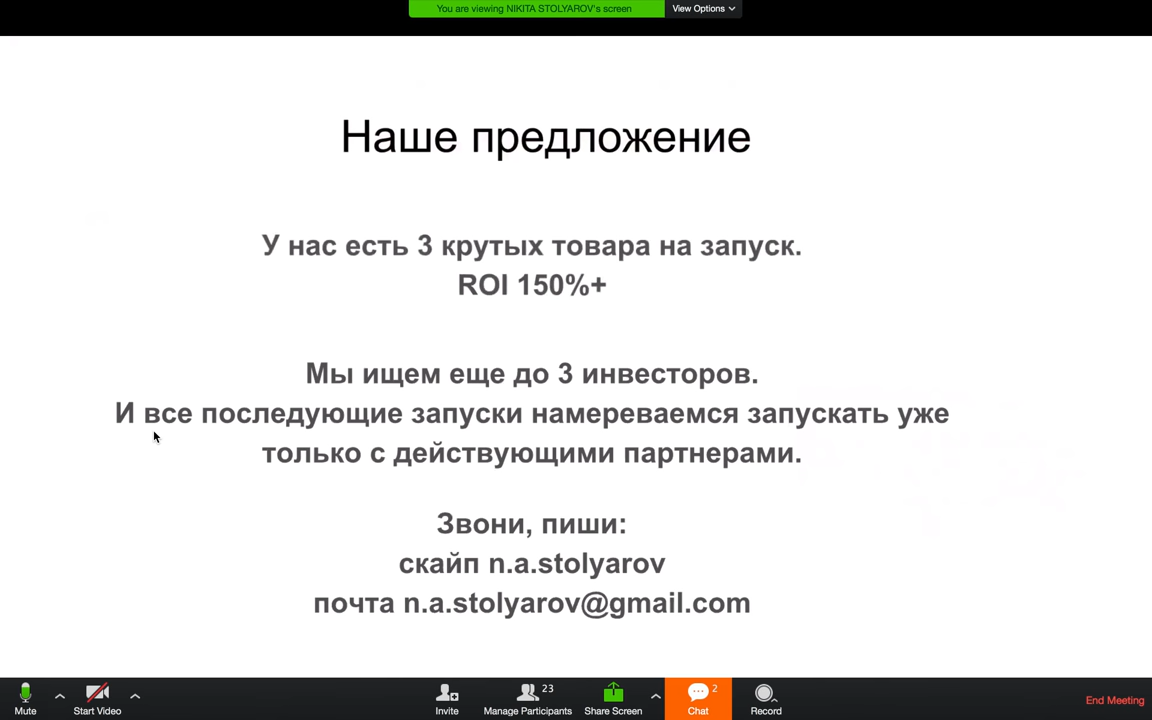 You are viewing NIKITA STOLYAROV's screen View Options
Наше предложение
У нас есть 3 крутых товара на запуск.
ROI 150%+
Мы ищем еще до 3 инвесторов.
И все последующие запуски намереваемся запускать уже
только с действующими партнерами.
Звони, пиши:
скайп n.a.stolyarov
почта n.a.stolyarov@gmail.com
Mute Start Video Invite Manage Participants 23 Share Screen Chat 2 Record End Meeting